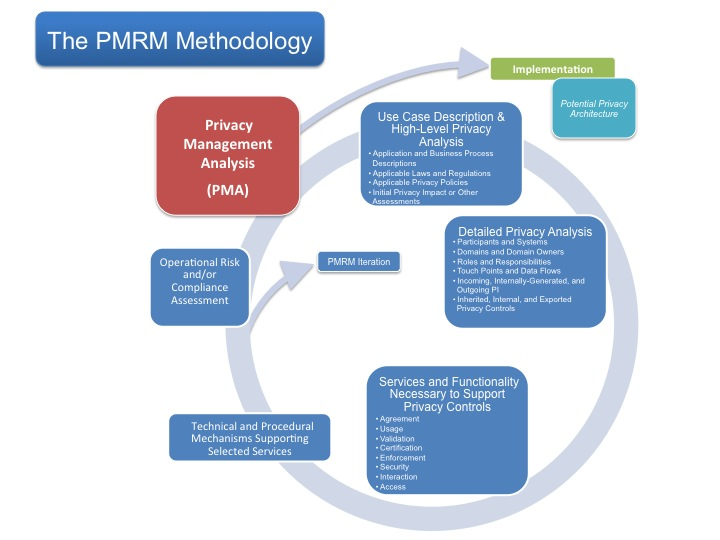 The PMRM Methodology
Implementation
Potential Privacy
Architecture
Privacy
Management
Analysis
(PMA)
Use Case Description &
High-Level Privacy
Analysis
• Application and Business Process
Descriptions
• Applicable Laws and Regulations
• Applicable Privacy Policies
• Initial Privacy Impact or Other
Assessments
Detailed Privacy Analysis
• Participants and Systems
• Domains and Domain Owners
• Roles and Responsibilities
• Touch Points and Data Flows
• Incoming, Internally-Generated, and
Outgoing PI
• Inherited, Internal, and Exported
Privacy Controls
Services and Functionality
Necessary to Support
Privacy Controls
• Agreement
• Usage
• Validation
• Certification
• Enforcement
• Security
• Interaction
• Access
Technical and Procedural
Mechanisms Supporting
Selected Services
Operational Risk
and/or
Compliance
Assessment
PMRM Iteration